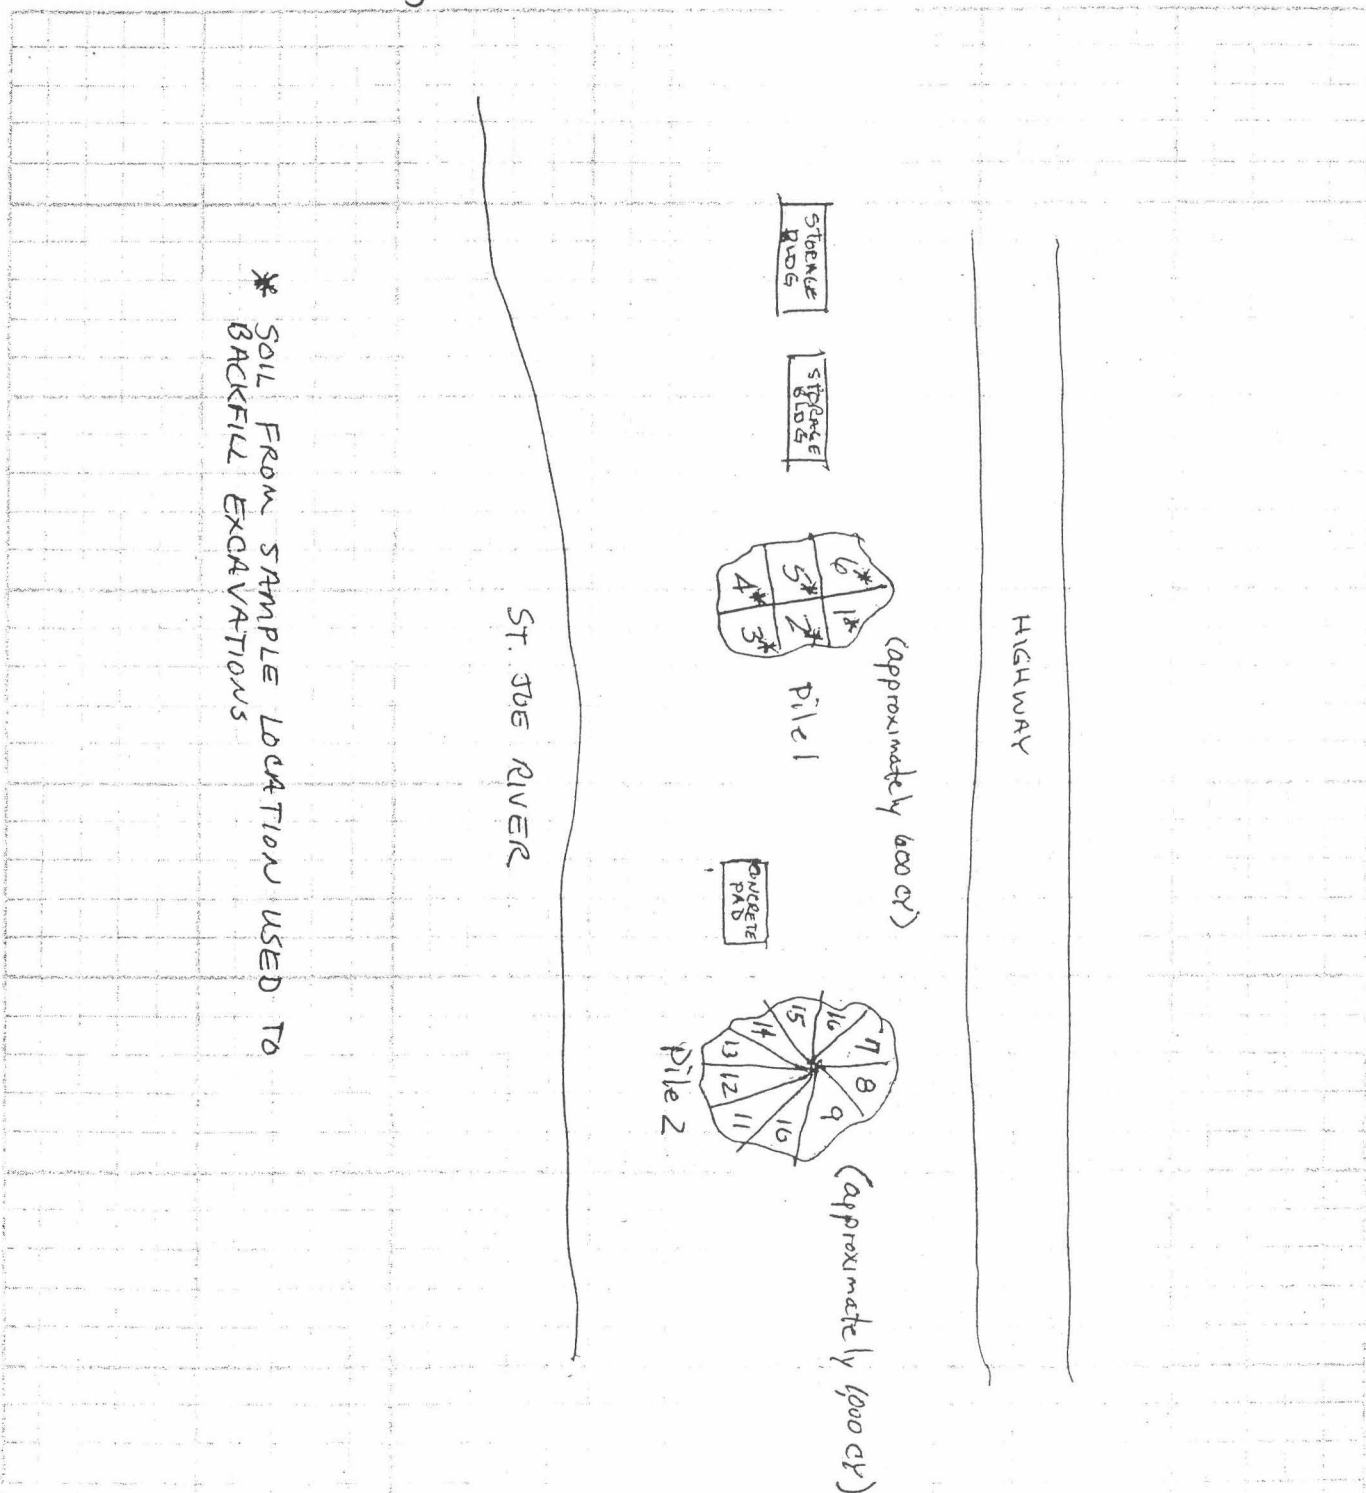 HIGHWAY
(approximately 600 CY)
(approximately 1,000 CY)
STORAGE
BLDG
STORAGE
BLDG
6* 1*
5* 2*
4* 3*
Pile 1
CONCRETE
PAD
16 7 8
15 9
14 10
13 12 11
Pile 2
ST. JOE RIVER
* SOIL FROM SAMPLE LOCATION USED TO
BACKFILL EXCAVATIONS